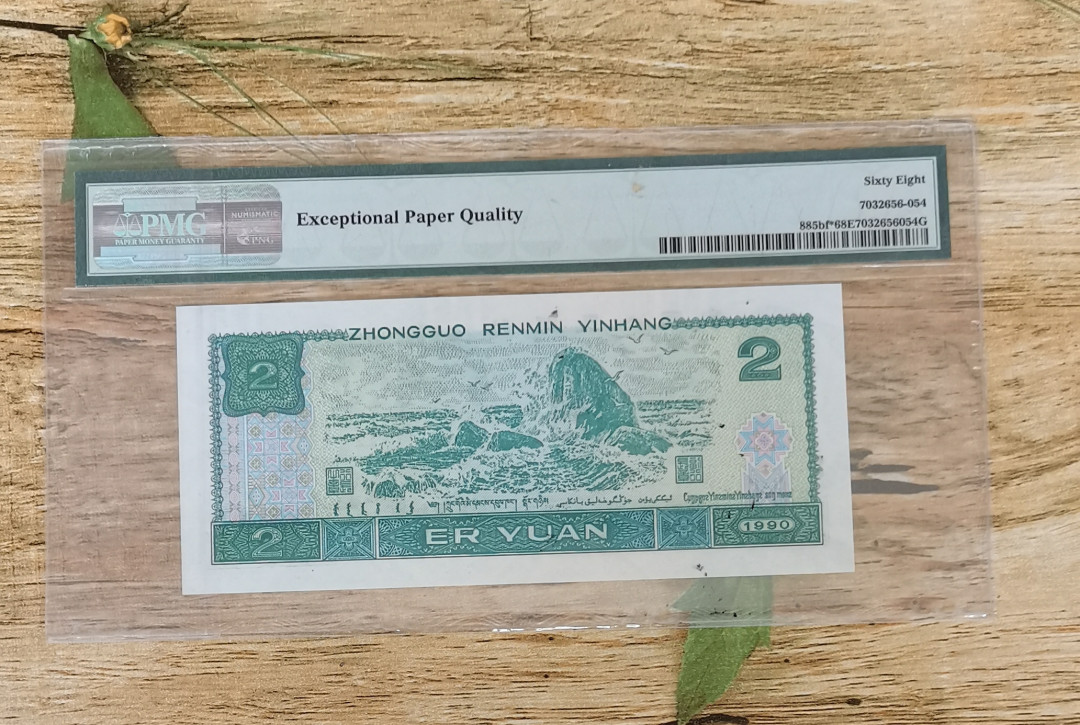 Sixty Eight
PMG
PAPER MONEY GUARANTY
NUMISMATIC
PNG
Exceptional Paper Quality
7032656-054
885bf*68E7032656054G
ZHONGGUO RENMIN YINHANG
2
2
2
ER YUAN
1990